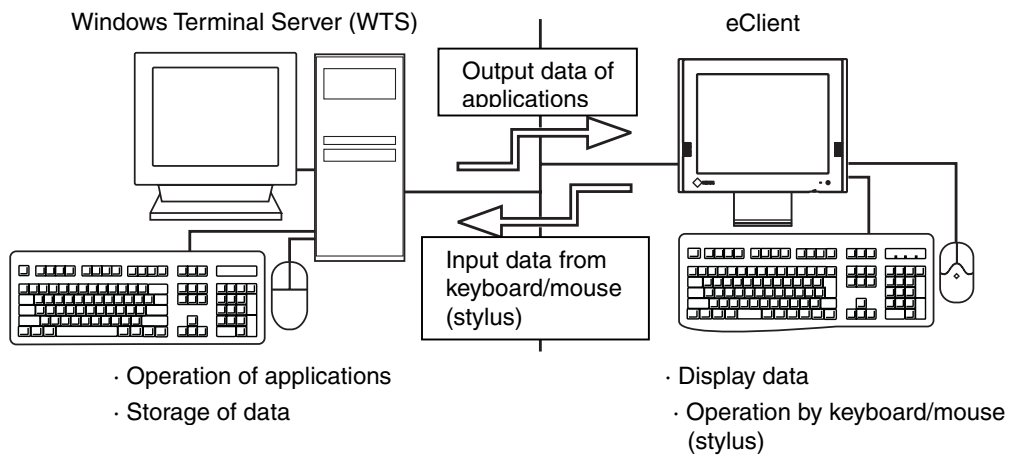 Windows Terminal Server (WTS)
eClient
Output data of
applications
Input data from
keyboard/mouse
(stylus)
· Operation of applications
· Storage of data
· Display data
· Operation by keyboard/mouse
(stylus)